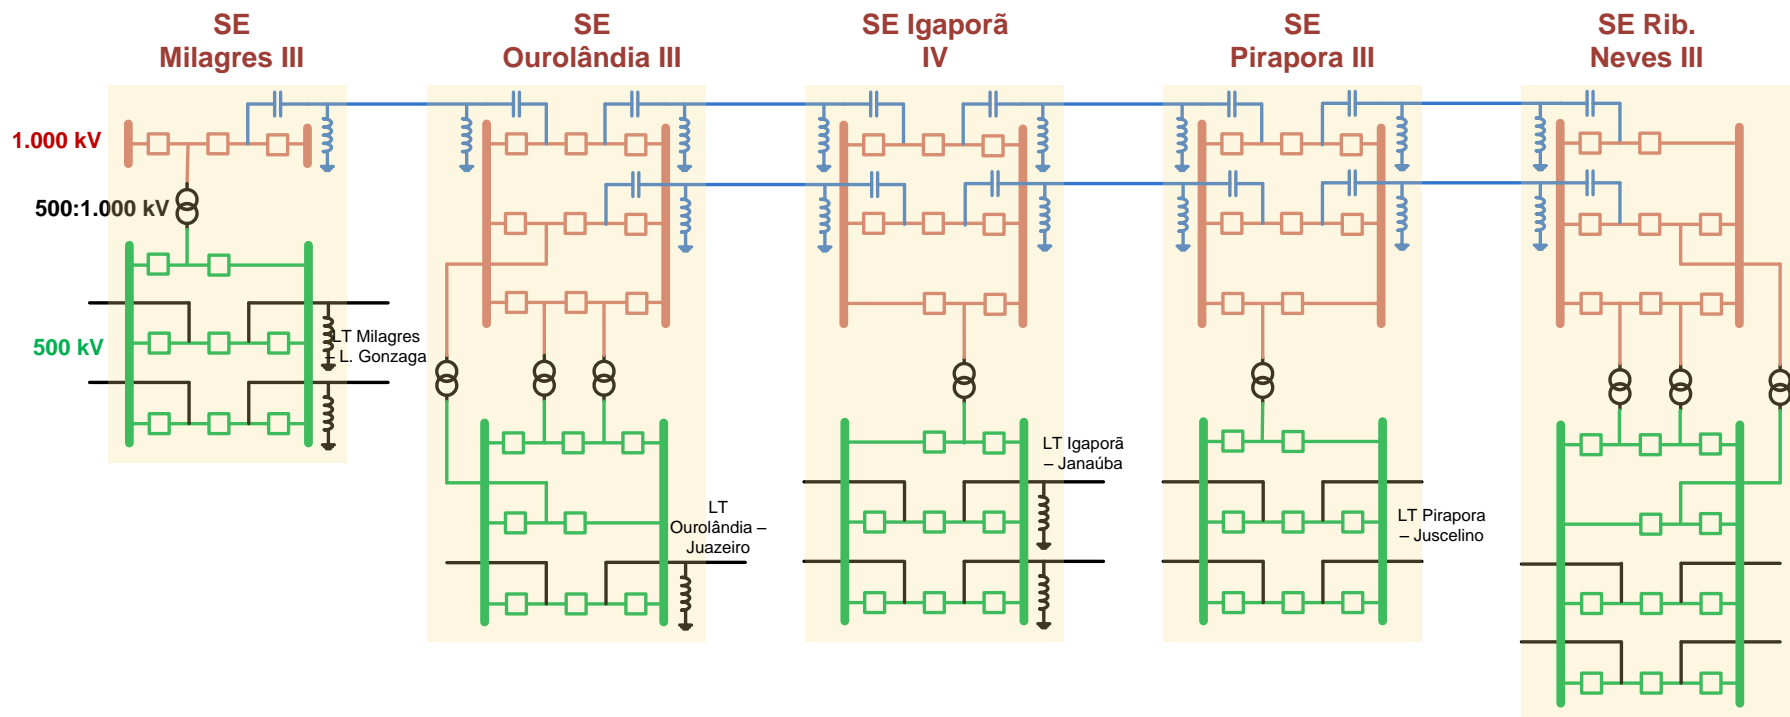 SE
Milagres III
SE
Ourolândia III
SE Igaporã
IV
SE
Pirapora III
SE Rib.
Neves III
1.000 kV
500:1.000 kV
500 kV
LT Milagres
– L. Gonzaga
LT
Ourolândia –
Juazeiro
LT Igaporã
– Janaúba
LT Pirapora
– Juscelino